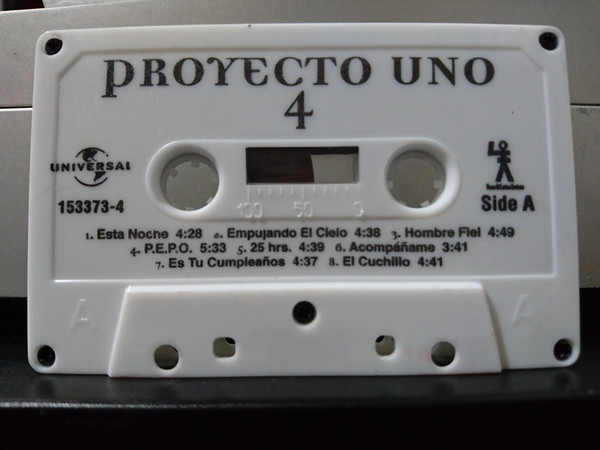 PROYECTO UNO
4
UNIVERSAL
153373-4
Side A
100 50 0
1. Esta Noche 4:28 2. Empujando El Cielo 4:38 3. Hombre Fiel 4:49
4. P.E.P.O. 5:33 5. 25 hrs. 4:39 6. Acompáñame 3:41
7. Es Tu Cumpleaños 4:37 8. El Cuchillo 4:41
A A